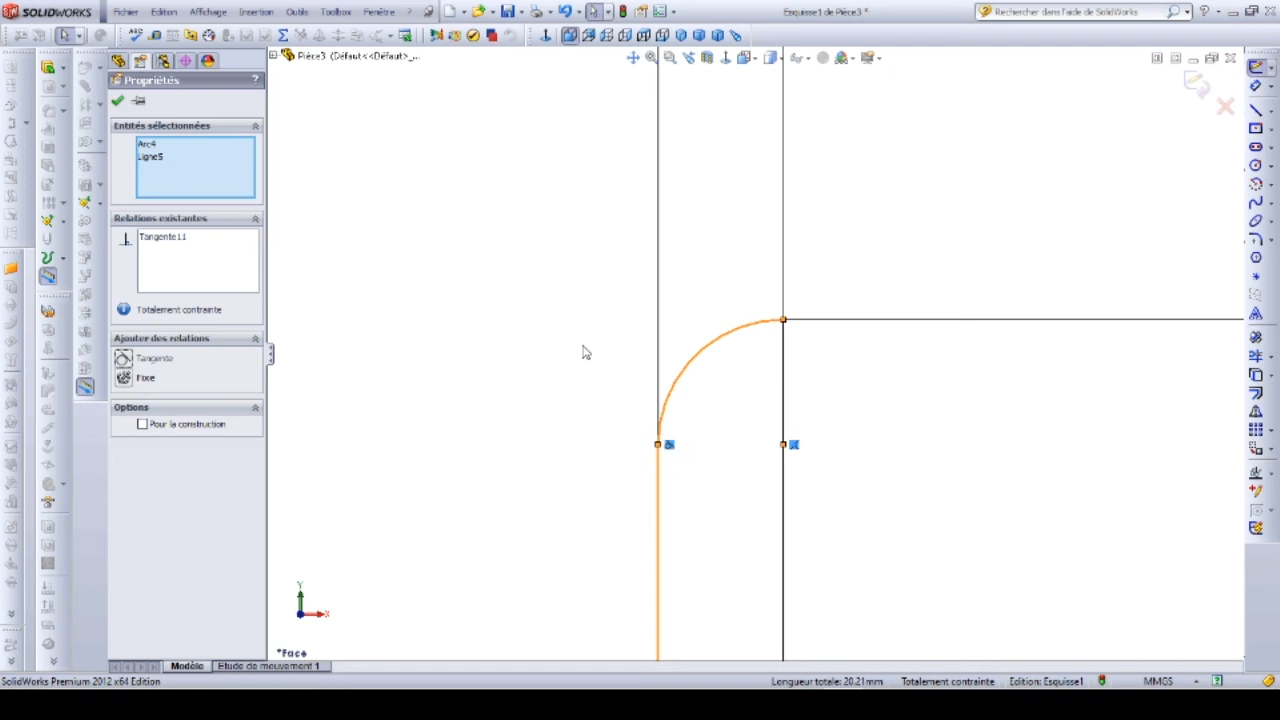 SOLIDWORKS Fichier Edition Affichage Insertion Outils Toolbox Fenêtre ? Esquisse1 de Pièce3 * Rechercher dans l'aide de SolidWorks
Pièce3 (Défaut<<Défaut>_...
Propriétés ?
Entités sélectionnées
Arc4
Ligne5
Relations existantes
Tangente11
Totalement contrainte
Ajouter des relations
Tangente
Fixe
Options
Pour la construction
Y
X
*Face
Modèle Etude de mouvement 1
SolidWorks Premium 2012 x64 Edition Longueur totale: 20.21mm Totalement contrainte Edition: Esquisse1 MMGS